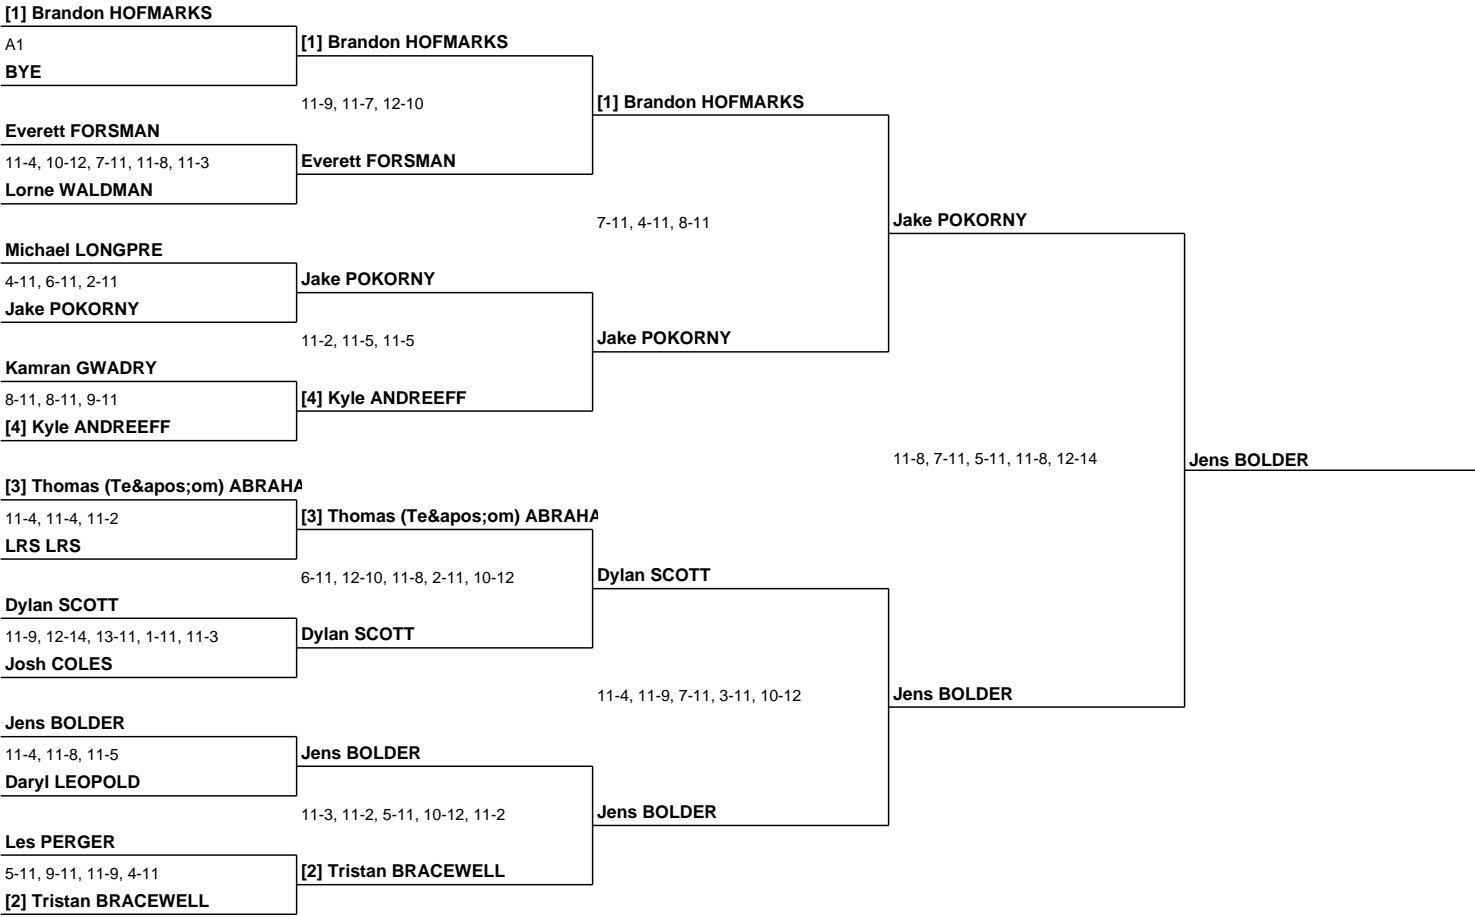 [1] Brandon HOFMARKS
A1
BYE
Everett FORSMAN
11-4, 10-12, 7-11, 11-8, 11-3
Lorne WALDMAN
Michael LONGPRE
4-11, 6-11, 2-11
Jake POKORNY
Kamran GWADRY
8-11, 8-11, 9-11
[4] Kyle ANDREEFF
[3] Thomas (Te&apos;om) ABRAHA
11-4, 11-4, 11-2
LRS LRS
Dylan SCOTT
11-9, 12-14, 13-11, 1-11, 11-3
Josh COLES
Jens BOLDER
11-4, 11-8, 11-5
Daryl LEOPOLD
Les PERGER
5-11, 9-11, 11-9, 4-11
[2] Tristan BRACEWELL
[1] Brandon HOFMARKS
11-9, 11-7, 12-10
Everett FORSMAN
Jake POKORNY
11-2, 11-5, 11-5
[4] Kyle ANDREEFF
[3] Thomas (Te&apos;om) ABRAHA
6-11, 12-10, 11-8, 2-11, 10-12
Dylan SCOTT
Jens BOLDER
11-3, 11-2, 5-11, 10-12, 11-2
[2] Tristan BRACEWELL
[1] Brandon HOFMARKS
7-11, 4-11, 8-11
Jake POKORNY
Dylan SCOTT
11-4, 11-9, 7-11, 3-11, 10-12
Jens BOLDER
Jake POKORNY
11-8, 7-11, 5-11, 11-8, 12-14
Jens BOLDER
Jens BOLDER